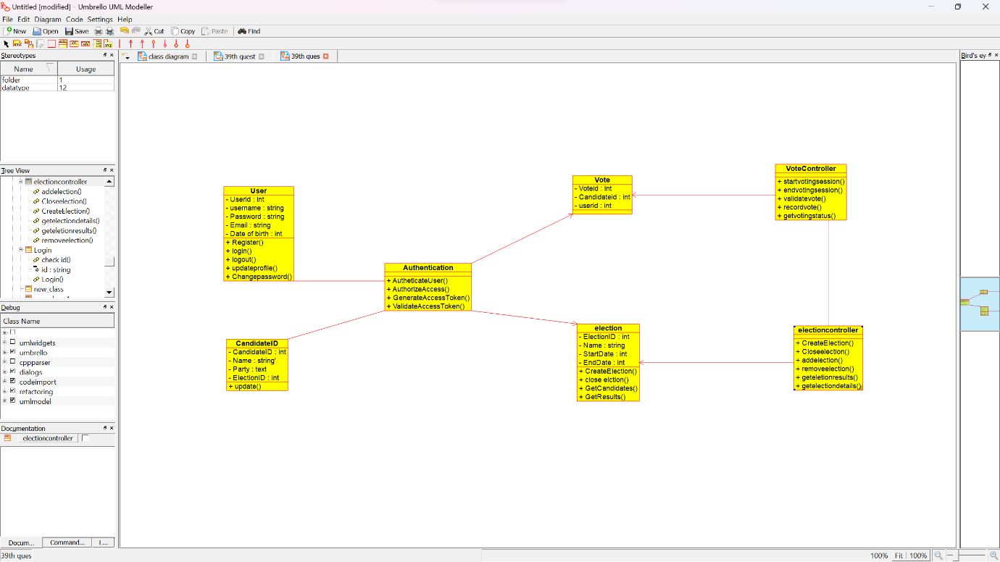 Untitled [modified] – Umbrello UML Modeller
File Edit Diagram Code Settings Help
New Open Save Cut Copy Paste Find
Stereotypes
Name Usage
folder 1
datatype 12
Tree View
electioncontroller
addelection()
Closeelection()
CreateElection()
getelectiondetails()
geteletionresults()
removeelection()
Login
check id()
id : string
Login()
new_class
Debug
Class Name
umlwidgets
umbrello
cppparser
dialogs
codeimport
refactoring
umlmodel
Documentation
electioncontroller
Docum... Command... L...
39th ques
class diagram
39th quest
39th ques
Bird's ey
User
- Userid : int
- username : string
- Password : string
- Email : string
- Date of birth : int
+ Register()
+ login()
+ logout()
+ updateprofile()
+ Changepassword()
CandidateID
- CandidateID : int
- Name : string'
- Party : text
- ElectionID : int
+ update()
Authentication
+ AutheticateUser()
+ AuthorizeAccess()
+ GenerateAccessToken()
+ ValidateAccessToken()
Vote
- Voteid : int
- Candidateid : int
- userid : int
election
- ElectionID : int
- Name : string
- StartDate : int
- EndDate : int
+ CreateElection()
+ close elction()
+ GetCandidates()
+ GetResults()
VoteController
+ startvotingsession()
+ endvotingsession()
+ validatevote()
+ recordvote()
+ getvotingstatus()
electioncontroller
+ CreateElection()
+ Closeelection()
+ addelection()
+ removeelection()
+ geteletionresults()
+ getelectiondetails()
100% Fit 100%